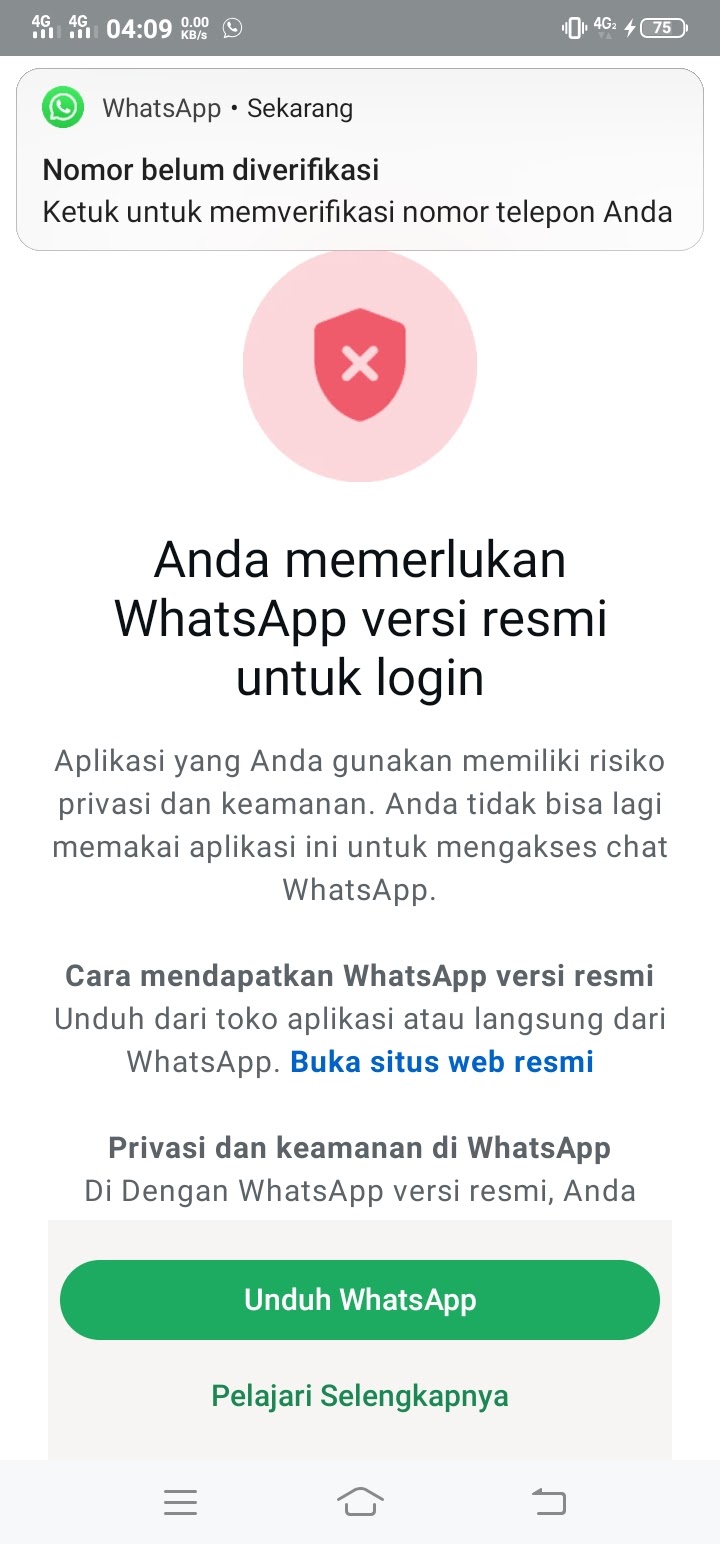 4G 4G 04:09 0.00 KB/s 4G2 75
WhatsApp • Sekarang
Nomor belum diverifikasi
Ketuk untuk memverifikasi nomor telepon Anda
Anda memerlukan
WhatsApp versi resmi
untuk login
Aplikasi yang Anda gunakan memiliki risiko
privasi dan keamanan. Anda tidak bisa lagi
memakai aplikasi ini untuk mengakses chat
WhatsApp.
Cara mendapatkan WhatsApp versi resmi
Unduh dari toko aplikasi atau langsung dari
WhatsApp. Buka situs web resmi
Privasi dan keamanan di WhatsApp
Di Dengan WhatsApp versi resmi, Anda
Unduh WhatsApp
Pelajari Selengkapnya